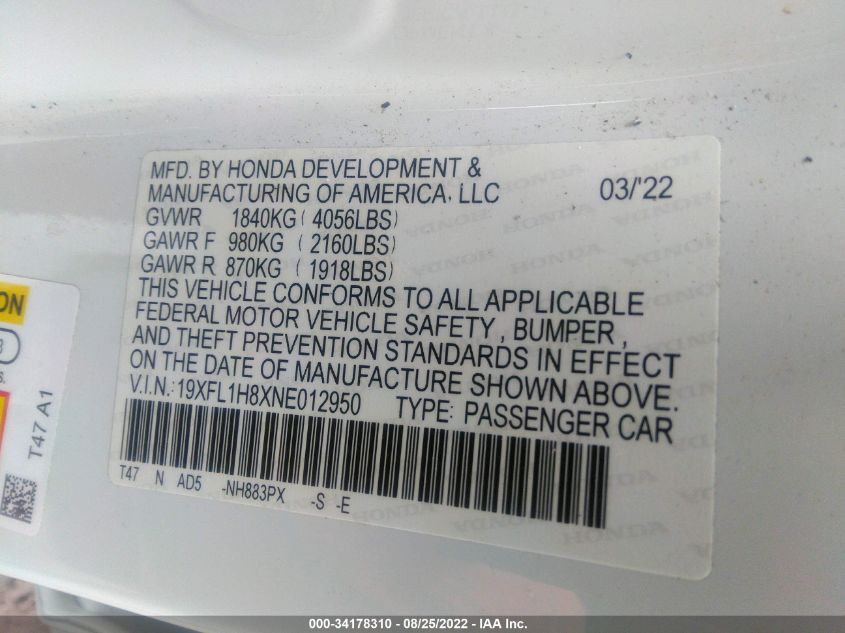 MFD. BY HONDA DEVELOPMENT &
MANUFACTURING OF AMERICA, LLC 03/'22
GVWR 1840KG ( 4056LBS)
GAWR F 980KG ( 2160LBS)
GAWR R 870KG ( 1918LBS)
THIS VEHICLE CONFORMS TO ALL APPLICABLE
FEDERAL MOTOR VEHICLE SAFETY , BUMPER ,
AND THEFT PREVENTION STANDARDS IN EFFECT
ON THE DATE OF MANUFACTURE SHOWN ABOVE.
V.I.N.: 19XFL1H8XNE012950 TYPE: PASSENGER CAR
T47 N AD5 -NH883PX -S -E
T47 A1
HONDA
000-34178310 - 08/25/2022 - IAA Inc.